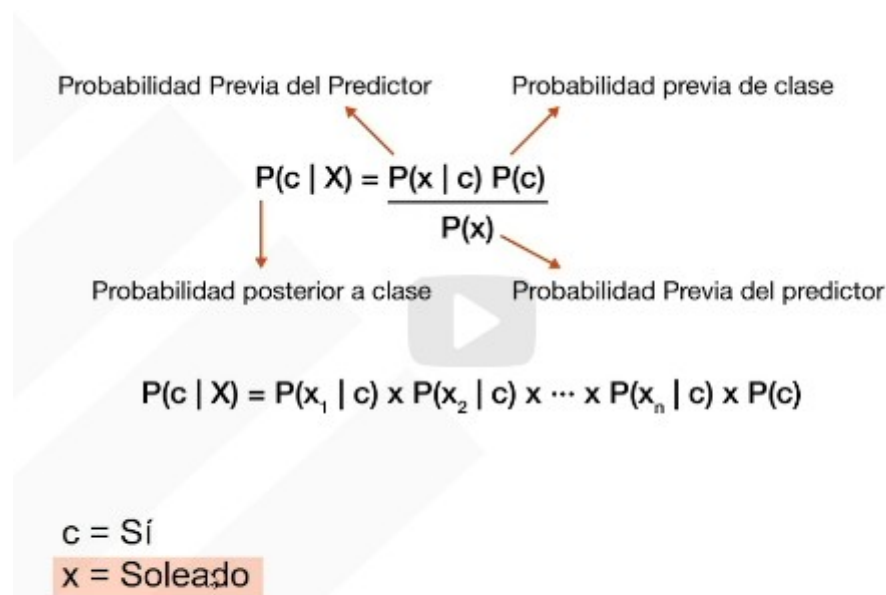 Probabilidad Previa del Predictor
Probabilidad previa de clase
P(c | X) = P(x | c) P(c)
P(x)
Probabilidad posterior a clase
Probabilidad Previa del predictor
P(c | X) = P(x₁ | c) x P(x₂ | c) x ··· x P(xₙ | c) x P(c)
c = Sí
x = Soleado